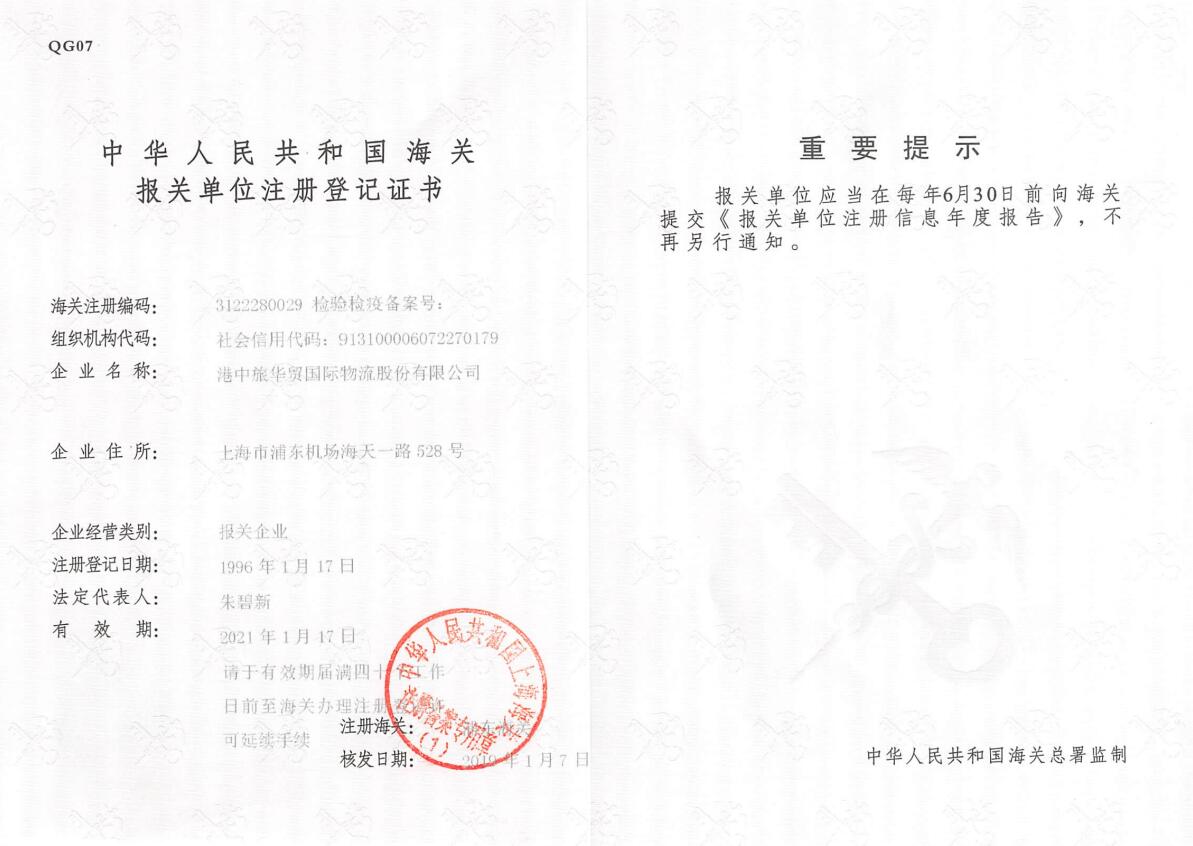 QG07
中华人民共和国海关
报关单位注册登记证书
海关注册编码： 3122280029 检验检疫备案号：
组织机构代码： 社会信用代码：913100006072270179
企业名称： 港中旅华贸国际物流股份有限公司
企业住所： 上海市浦东机场海天一路 528 号
企业经营类别： 报关企业
注册登记日期： 1996 年 1 月 17 日
法定代表人： 朱碧新
有效期： 2021 年 1 月 17 日
请于有效期届满四十 工作
日前至海关办理注册
可延续手续
注册海关： 浦东海关
核发日期： 2019 年 1 月 7 日
中华人民共和国上海海关
备案专用章
(1)
重要提示
报关单位应当在每年6月30日前向海关
提交《报关单位注册信息年度报告》，不
再另行通知。
中华人民共和国海关总署监制